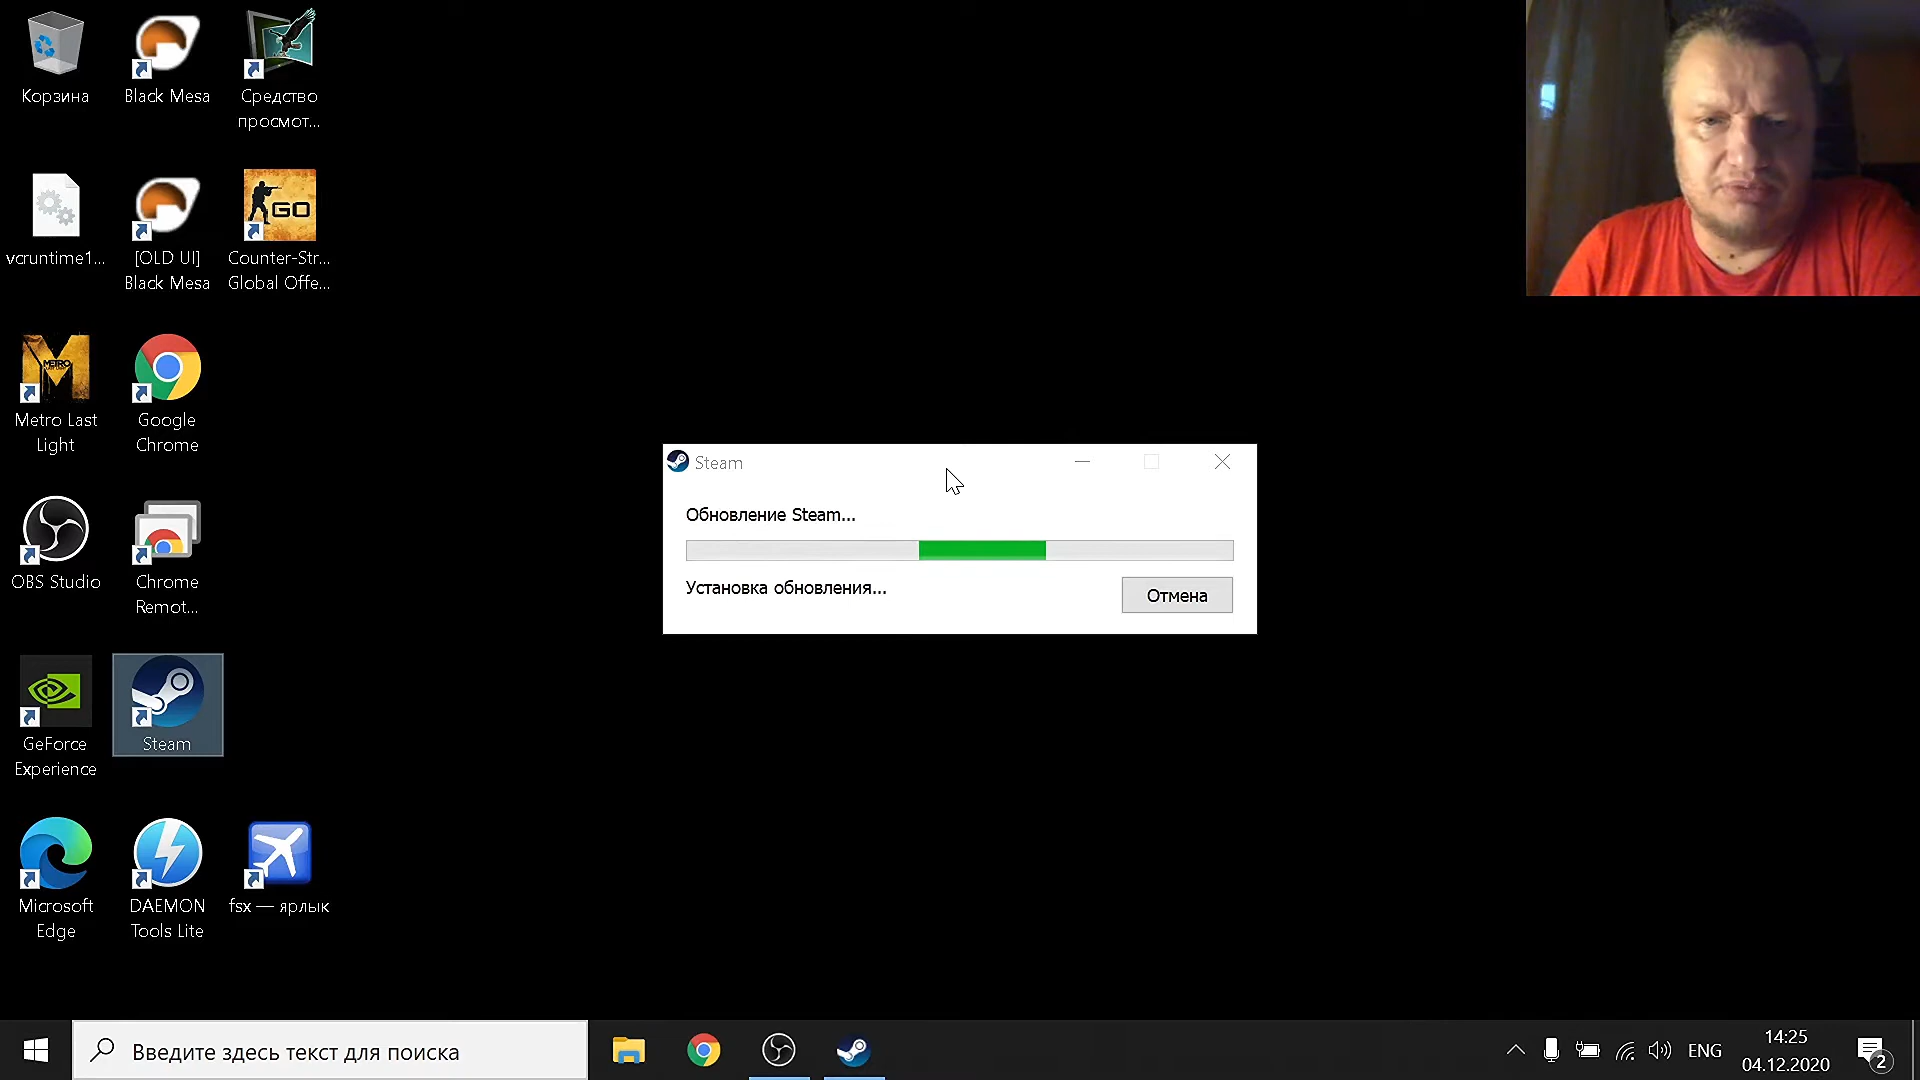 Корзина
Black Mesa
Средство
просмот...
vcruntime1...
[OLD UI]
Black Mesa
GO
Counter-Str...
Global Offe...
METRO
Metro Last
Light
Google
Chrome
OBS Studio
Chrome
Remot...
GeForce
Experience
Steam
Microsoft
Edge
DAEMON
Tools Lite
fsx — ярлык
Steam
Обновление Steam...
Установка обновления...
Отмена
Введите здесь текст для поиска
ENG
14:25
04.12.2020
2